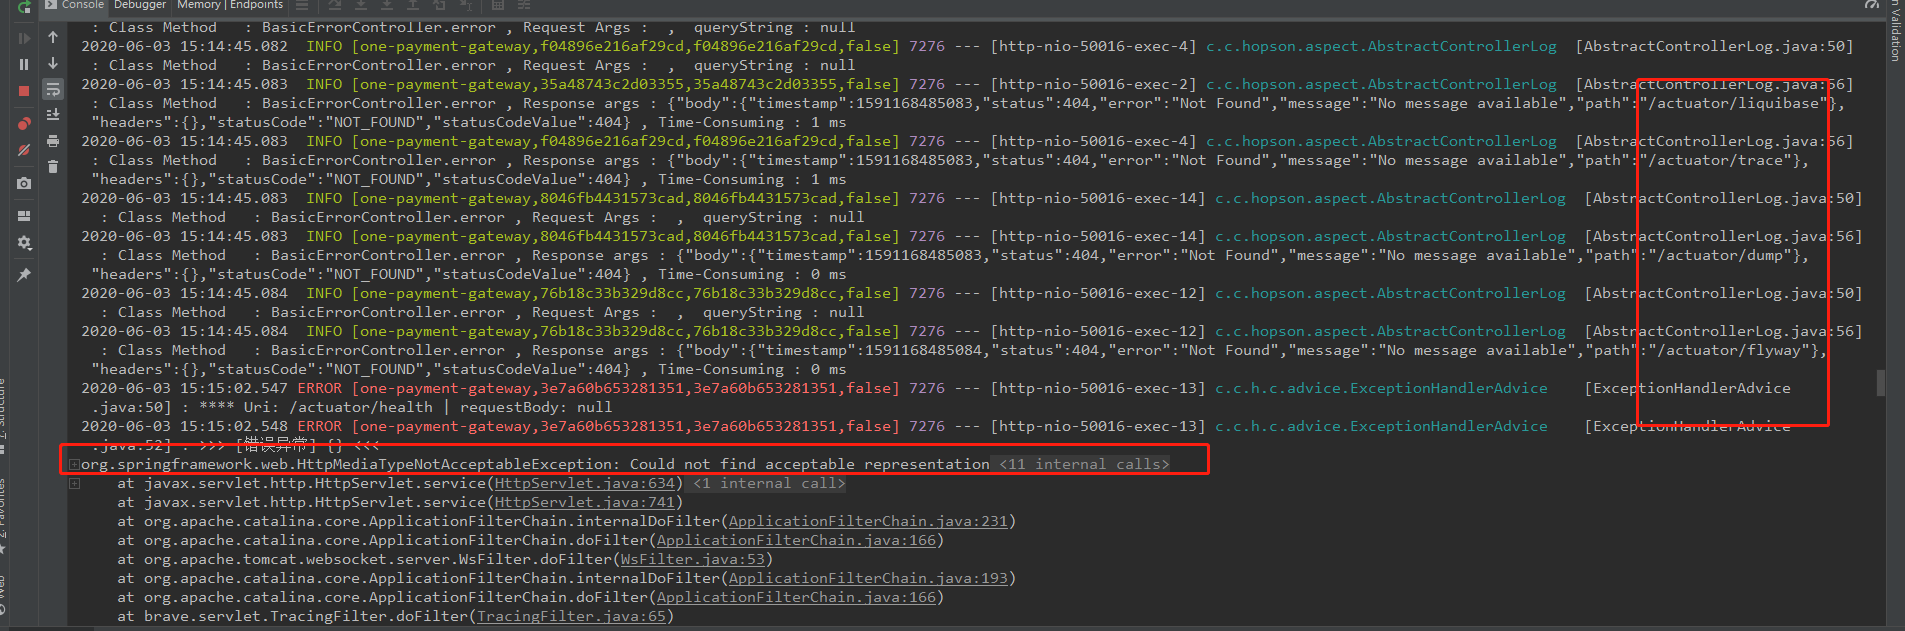 Console Debugger Memory | Endpoints
: Class Method : BasicErrorController.error , Request Args : , queryString : null
2020-06-03 15:14:45.082 INFO [one-payment-gateway,f04896e216af29cd,f04896e216af29cd,false] 7276 --- [http-nio-50016-exec-4] c.c.hopson.aspect.AbstractControllerLog [AbstractControllerLog.java:50]
: Class Method : BasicErrorController.error , Request Args : , queryString : null
2020-06-03 15:14:45.083 INFO [one-payment-gateway,35a48743c2d03355,35a48743c2d03355,false] 7276 --- [http-nio-50016-exec-2] c.c.hopson.aspect.AbstractControllerLog [AbstractControllerLog.java:56]
: Class Method : BasicErrorController.error , Response args : {"body":{"timestamp":1591168485083,"status":404,"error":"Not Found","message":"No message available","path":"/actuator/liquibase"},
"headers":{},"statusCode":"NOT_FOUND","statusCodeValue":404} , Time-Consuming : 1 ms
2020-06-03 15:14:45.083 INFO [one-payment-gateway,f04896e216af29cd,f04896e216af29cd,false] 7276 --- [http-nio-50016-exec-4] c.c.hopson.aspect.AbstractControllerLog [AbstractControllerLog.java:56]
: Class Method : BasicErrorController.error , Response args : {"body":{"timestamp":1591168485083,"status":404,"error":"Not Found","message":"No message available","path":"/actuator/trace"},
"headers":{},"statusCode":"NOT_FOUND","statusCodeValue":404} , Time-Consuming : 1 ms
2020-06-03 15:14:45.083 INFO [one-payment-gateway,8046fb4431573cad,8046fb4431573cad,false] 7276 --- [http-nio-50016-exec-14] c.c.hopson.aspect.AbstractControllerLog [AbstractControllerLog.java:50]
: Class Method : BasicErrorController.error , Request Args : , queryString : null
2020-06-03 15:14:45.083 INFO [one-payment-gateway,8046fb4431573cad,8046fb4431573cad,false] 7276 --- [http-nio-50016-exec-14] c.c.hopson.aspect.AbstractControllerLog [AbstractControllerLog.java:56]
: Class Method : BasicErrorController.error , Response args : {"body":{"timestamp":1591168485083,"status":404,"error":"Not Found","message":"No message available","path":"/actuator/dump"},
"headers":{},"statusCode":"NOT_FOUND","statusCodeValue":404} , Time-Consuming : 0 ms
2020-06-03 15:14:45.084 INFO [one-payment-gateway,76b18c33b329d8cc,76b18c33b329d8cc,false] 7276 --- [http-nio-50016-exec-12] c.c.hopson.aspect.AbstractControllerLog [AbstractControllerLog.java:50]
: Class Method : BasicErrorController.error , Request Args : , queryString : null
2020-06-03 15:14:45.084 INFO [one-payment-gateway,76b18c33b329d8cc,76b18c33b329d8cc,false] 7276 --- [http-nio-50016-exec-12] c.c.hopson.aspect.AbstractControllerLog [AbstractControllerLog.java:56]
: Class Method : BasicErrorController.error , Response args : {"body":{"timestamp":1591168485084,"status":404,"error":"Not Found","message":"No message available","path":"/actuator/flyway"},
"headers":{},"statusCode":"NOT_FOUND","statusCodeValue":404} , Time-Consuming : 0 ms
2020-06-03 15:15:02.547 ERROR [one-payment-gateway,3e7a60b653281351,3e7a60b653281351,false] 7276 --- [http-nio-50016-exec-13] c.c.h.c.advice.ExceptionHandlerAdvice [ExceptionHandlerAdvice
.java:50] : **** Uri: /actuator/health | requestBody: null
2020-06-03 15:15:02.548 ERROR [one-payment-gateway,3e7a60b653281351,3e7a60b653281351,false] 7276 --- [http-nio-50016-exec-13] c.c.h.c.advice.ExceptionHandlerAdvice [ExceptionHandlerAdvice
.java:52] : >>> [错误异常] {} <<<
org.springframework.web.HttpMediaTypeNotAcceptableException: Could not find acceptable representation <11 internal calls>
at javax.servlet.http.HttpServlet.service(HttpServlet.java:634) <1 internal call>
at javax.servlet.http.HttpServlet.service(HttpServlet.java:741)
at org.apache.catalina.core.ApplicationFilterChain.internalDoFilter(ApplicationFilterChain.java:231)
at org.apache.catalina.core.ApplicationFilterChain.doFilter(ApplicationFilterChain.java:166)
at org.apache.tomcat.websocket.server.WsFilter.doFilter(WsFilter.java:53)
at org.apache.catalina.core.ApplicationFilterChain.internalDoFilter(ApplicationFilterChain.java:193)
at org.apache.catalina.core.ApplicationFilterChain.doFilter(ApplicationFilterChain.java:166)
at brave.servlet.TracingFilter.doFilter(TracingFilter.java:65)
Validation
Structure
Web